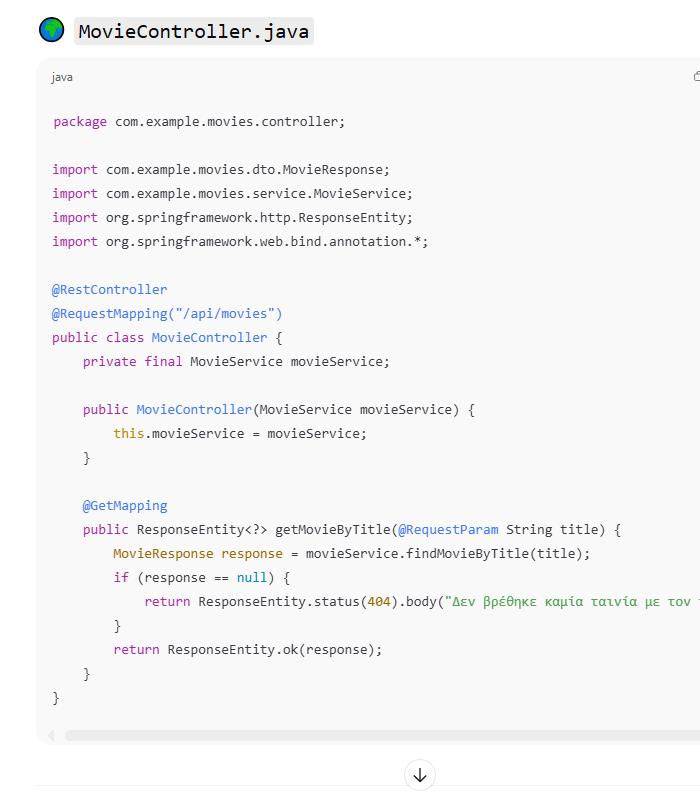 MovieController.java
java
package com.example.movies.controller;
import com.example.movies.dto.MovieResponse;
import com.example.movies.service.MovieService;
import org.springframework.http.ResponseEntity;
import org.springframework.web.bind.annotation.*;
@RestController
@RequestMapping("/api/movies")
public class MovieController {
    private final MovieService movieService;
    public MovieController(MovieService movieService) {
        this.movieService = movieService;
    }
    @GetMapping
    public ResponseEntity<?> getMovieByTitle(@RequestParam String title) {
        MovieResponse response = movieService.findMovieByTitle(title);
        if (response == null) {
            return ResponseEntity.status(404).body("Δεν βρέθηκε καμία ταινία με τον
        }
        return ResponseEntity.ok(response);
    }
}